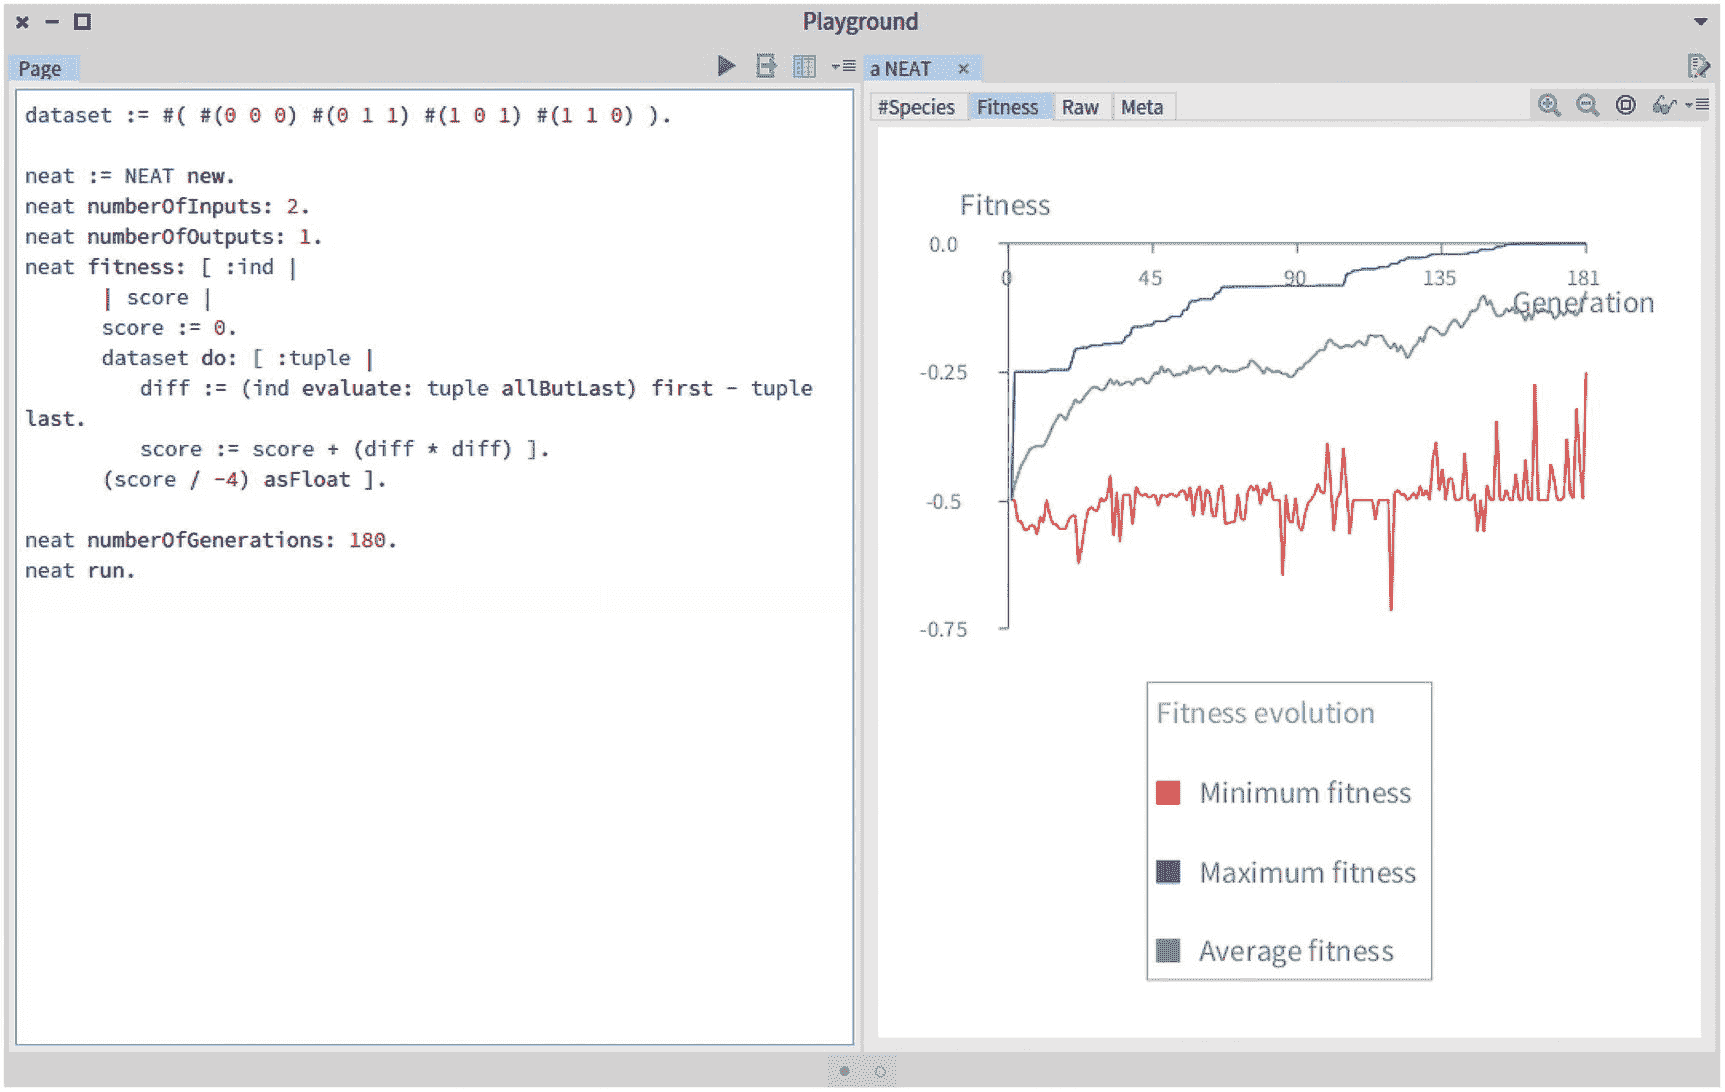 Playground
Page
dataset := #( #(0 0 0) #(0 1 1) #(1 0 1) #(1 1 0) ).
neat := NEAT new.
neat numberOfInputs: 2.
neat numberOfOutputs: 1.
neat fitness: [ :ind |
| score |
score := 0.
dataset do: [ :tuple |
diff := (ind evaluate: tuple allButLast) first - tuple
last.
score := score + (diff * diff) ].
(score / -4) asFloat ].
neat numberOfGenerations: 180.
neat run.
a NEAT
#Species Fitness Raw Meta
Fitness
0.0
0 45 90 135 181
Generation
-0.25
-0.5
-0.75
Fitness evolution
Minimum fitness
Maximum fitness
Average fitness